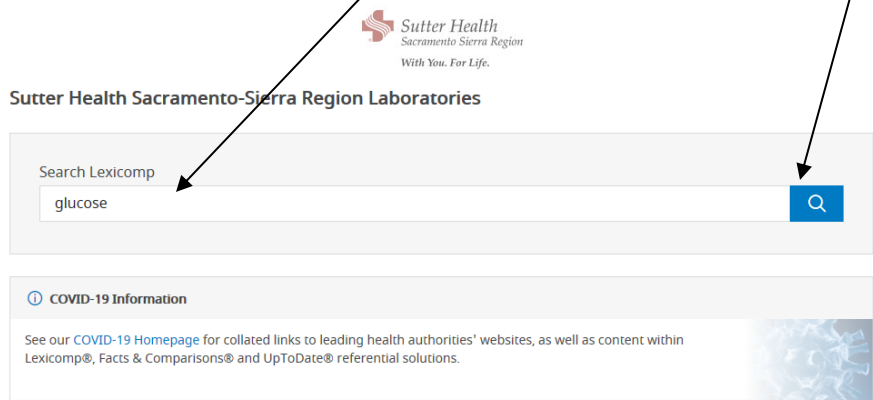 Sutter Health
Sacramento Sierra Region
With You. For Life.
Sutter Health Sacramento-Sierra Region Laboratories
Search Lexicomp
glucose
COVID-19 Information
See our COVID-19 Homepage for collated links to leading health authorities' websites, as well as content within
Lexicomp®, Facts & Comparisons® and UpToDate® referential solutions.